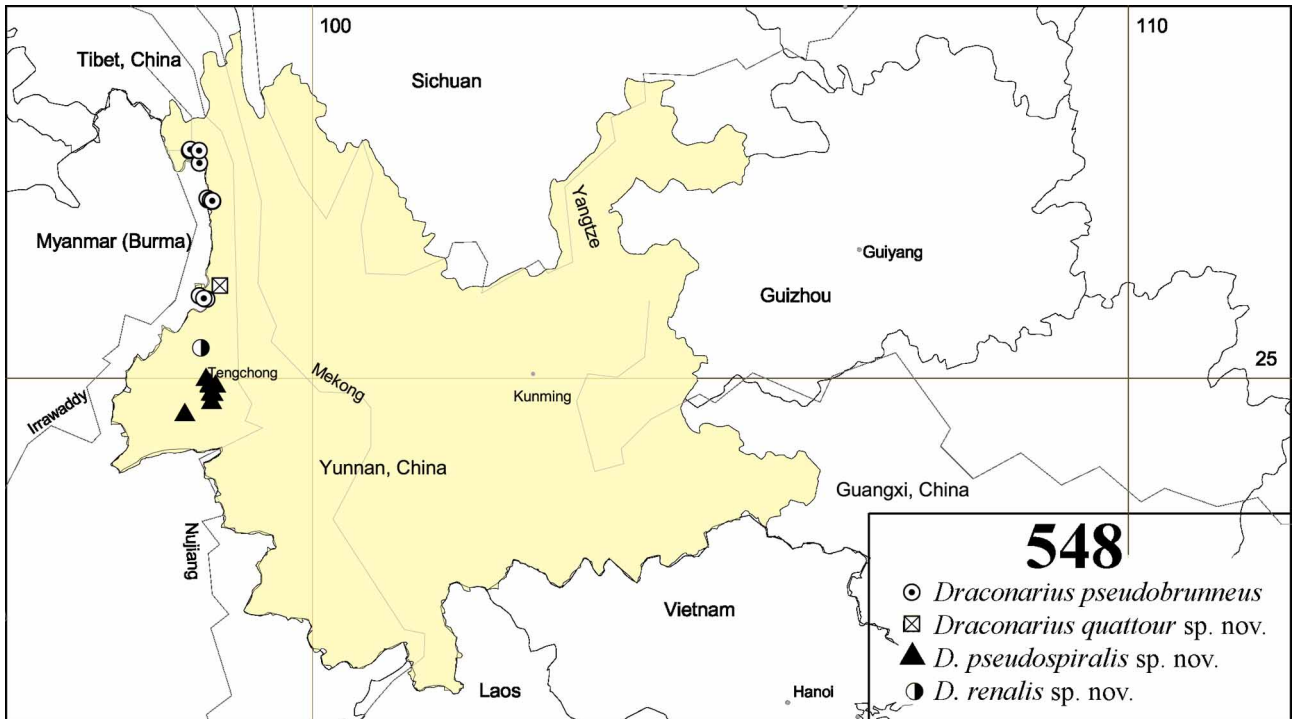 100
110
Tibet, China
Sichuan
Yangtze
Myanmar (Burma)
Guiyang
Guizhou
25
Tengchong
Mekong
Kunming
Irrawaddy
Yunnan, China
Guangxi, China
Nujiang
548
Draconarius pseudobrunneus
Draconarius quattour sp. nov.
D. pseudospiralis sp. nov.
D. renalis sp. nov.
Vietnam
Laos
Hanoi